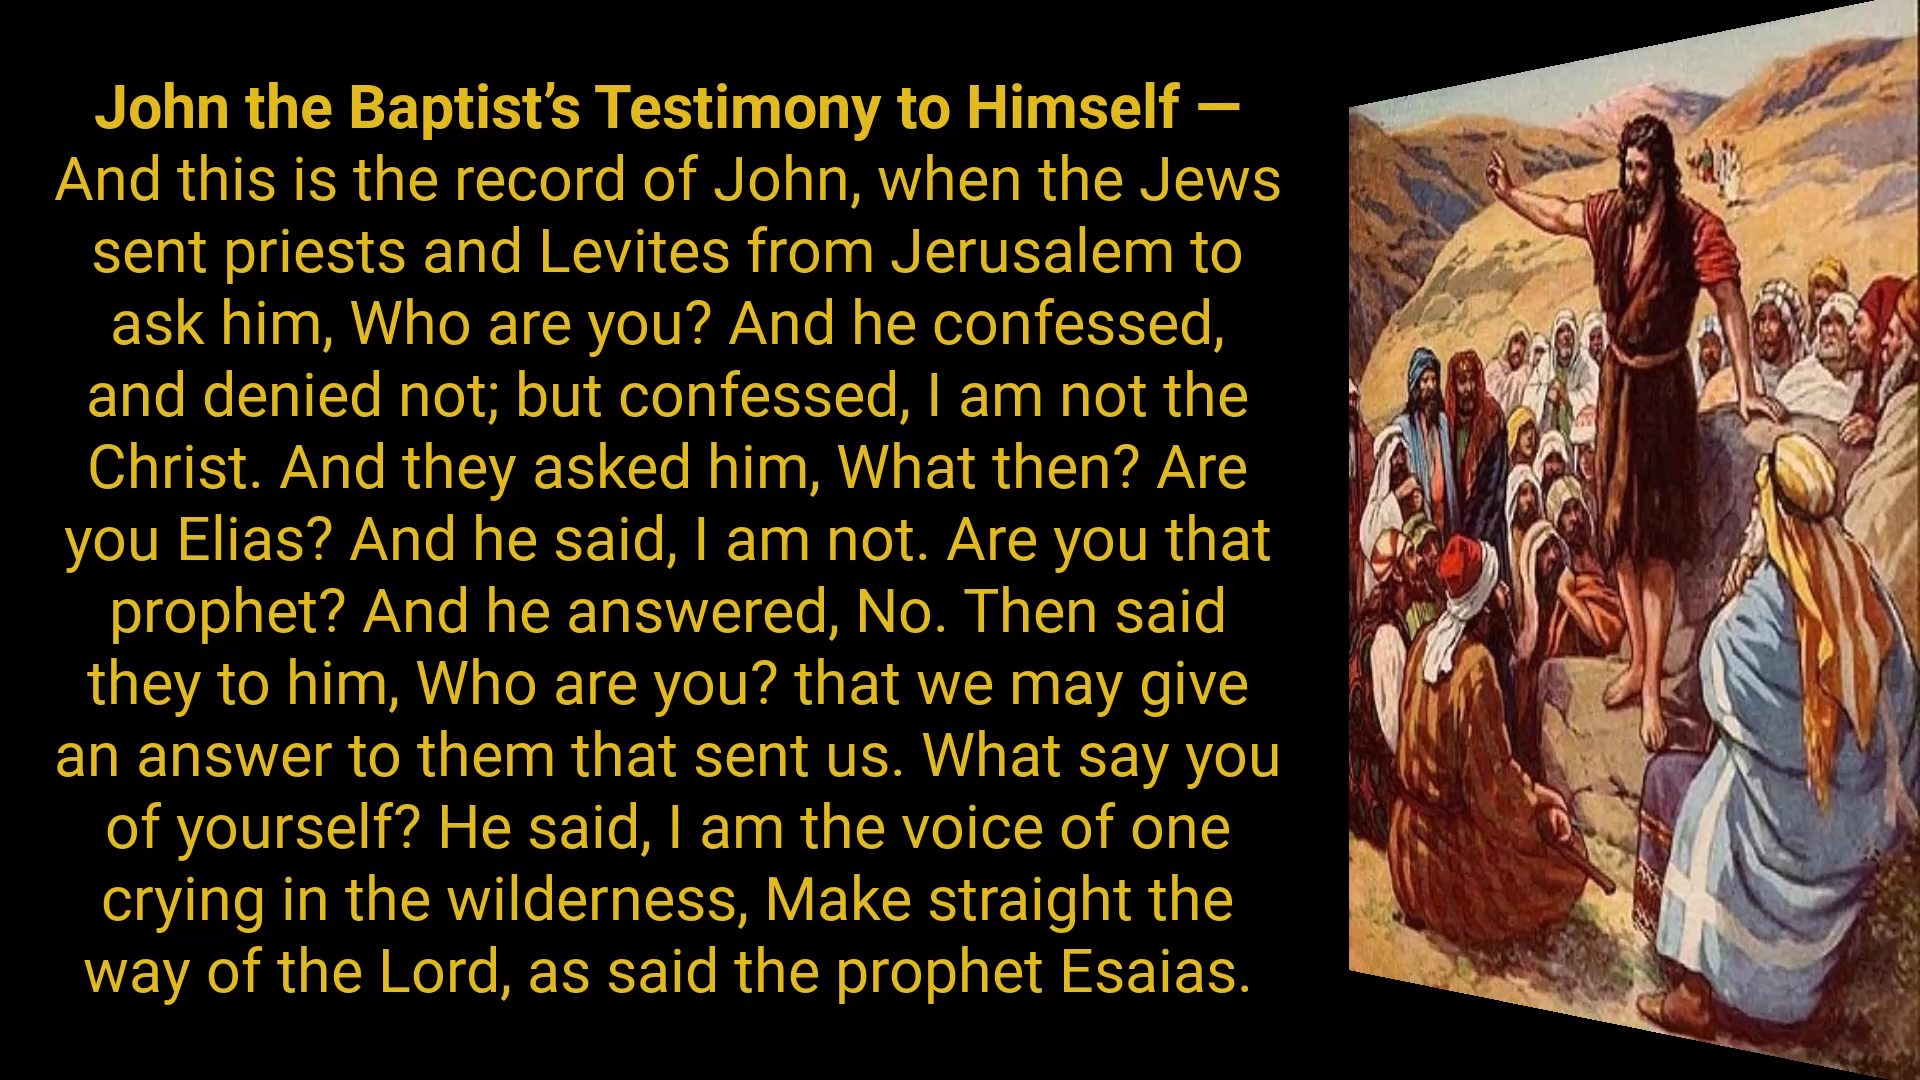 John the Baptist’s Testimony to Himself —
And this is the record of John, when the Jews
sent priests and Levites from Jerusalem to
ask him, Who are you? And he confessed,
and denied not; but confessed, I am not the
Christ. And they asked him, What then? Are
you Elias? And he said, I am not. Are you that
prophet? And he answered, No. Then said
they to him, Who are you? that we may give
an answer to them that sent us. What say you
of yourself? He said, I am the voice of one
crying in the wilderness, Make straight the
way of the Lord, as said the prophet Esaias.